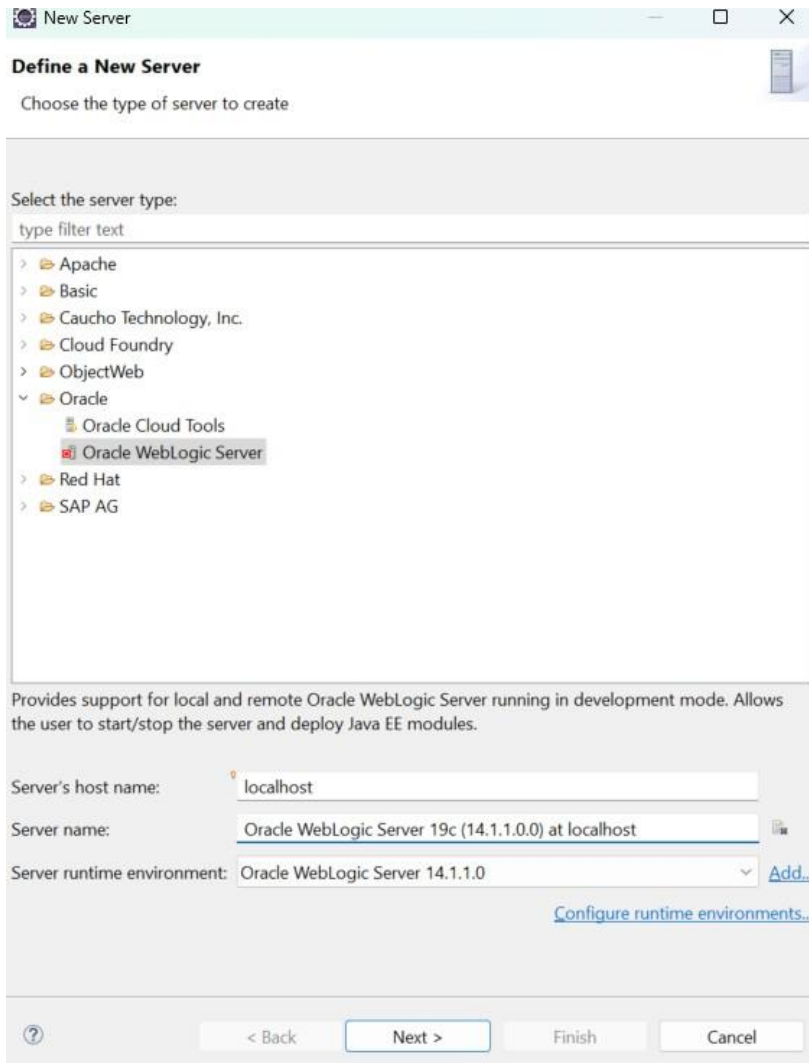 New Server
Define a New Server
Choose the type of server to create
Select the server type:
type filter text
Apache
Basic
Caucho Technology, Inc.
Cloud Foundry
ObjectWeb
Oracle
Oracle Cloud Tools
Oracle WebLogic Server
Red Hat
SAP AG
Provides support for local and remote Oracle WebLogic Server running in development mode. Allows
the user to start/stop the server and deploy Java EE modules.
Server's host name: localhost
Server name: Oracle WebLogic Server 19c (14.1.1.0.0) at localhost
Server runtime environment: Oracle WebLogic Server 14.1.1.0 Add..
Configure runtime environments..
? < Back Next > Finish Cancel